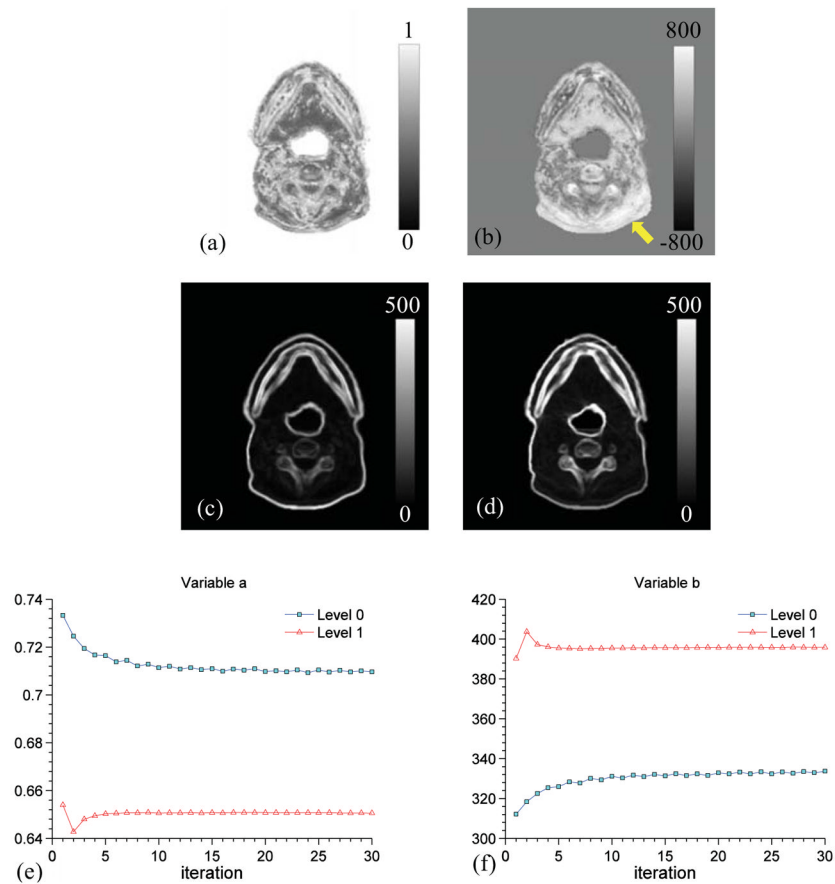 1
(a)
0
800
(b)
-800
500
(c)
0
500
(d)
0
Variable a
0.74
0.72
0.7
0.68
0.66
0.64
Level 0
Level 1
0
5
10
15
20
25
30
(e)
iteration
Variable b
420
400
380
360
340
320
300
Level 0
Level 1
0
5
10
15
20
25
30
(f)
iteration